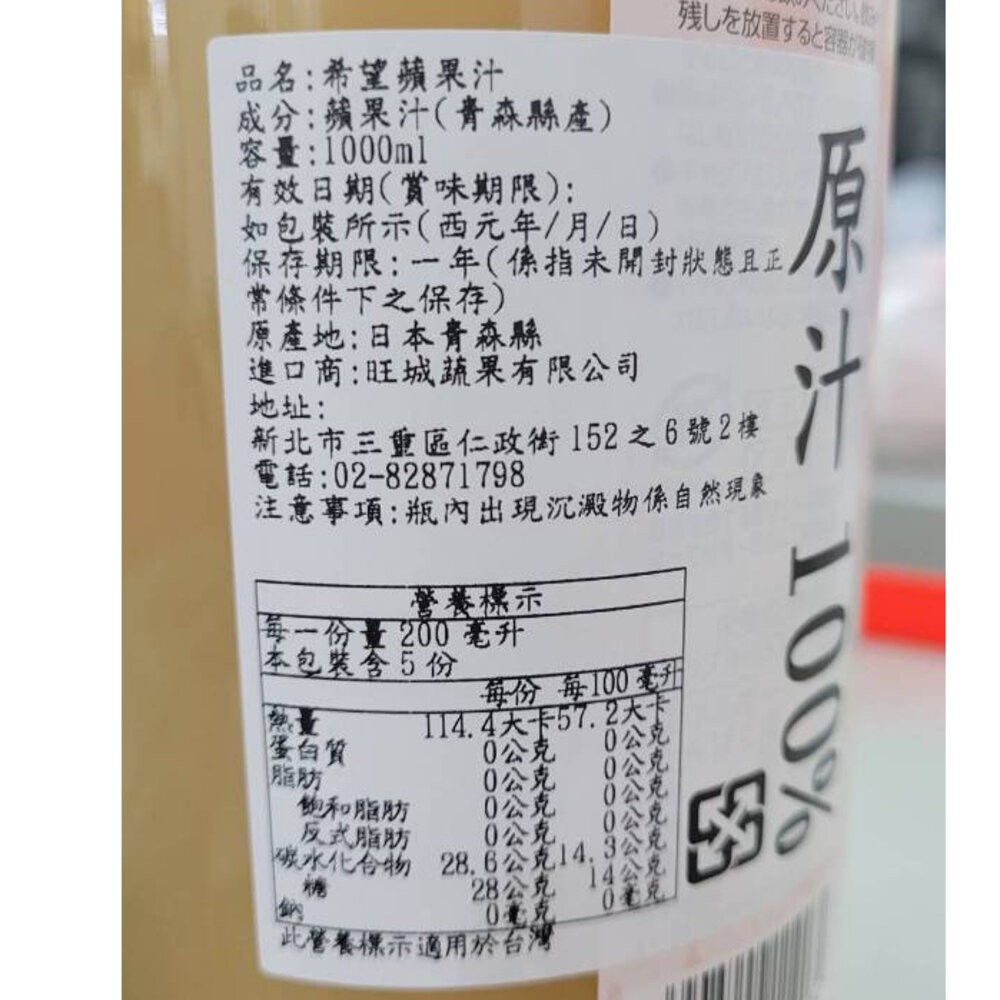 残しを放置すると容器が
品名:希望蘋果汁
成分:蘋果汁(青森縣產)
容量:1000ml
有效日期(賞味期限):
如包裝所示(西元年/月/日)
保存期限:一年(係指未開封狀態且正
常條件下之保存)
原產地:日本青森縣
進口商:旺城蔬果有限公司
地址:
新北市三重區仁政街152之6號2樓
電話:02-82871798
注意事項:瓶內出現沉澱物係自然現象
營養標示
每一份量 200 毫升
本包裝含 5 份
每份 每100毫升
熱量 114.4大卡 57.2大卡
蛋白質 0公克 0公克
脂肪 0公克 0公克
飽和脂肪 0公克 0公克
反式脂肪 0公克 0公克
碳水化合物 28.6公克 14.3公克
糖 28公克 14公克
鈉 0毫克 0毫克
此營養標示適用於台灣
原汁100%